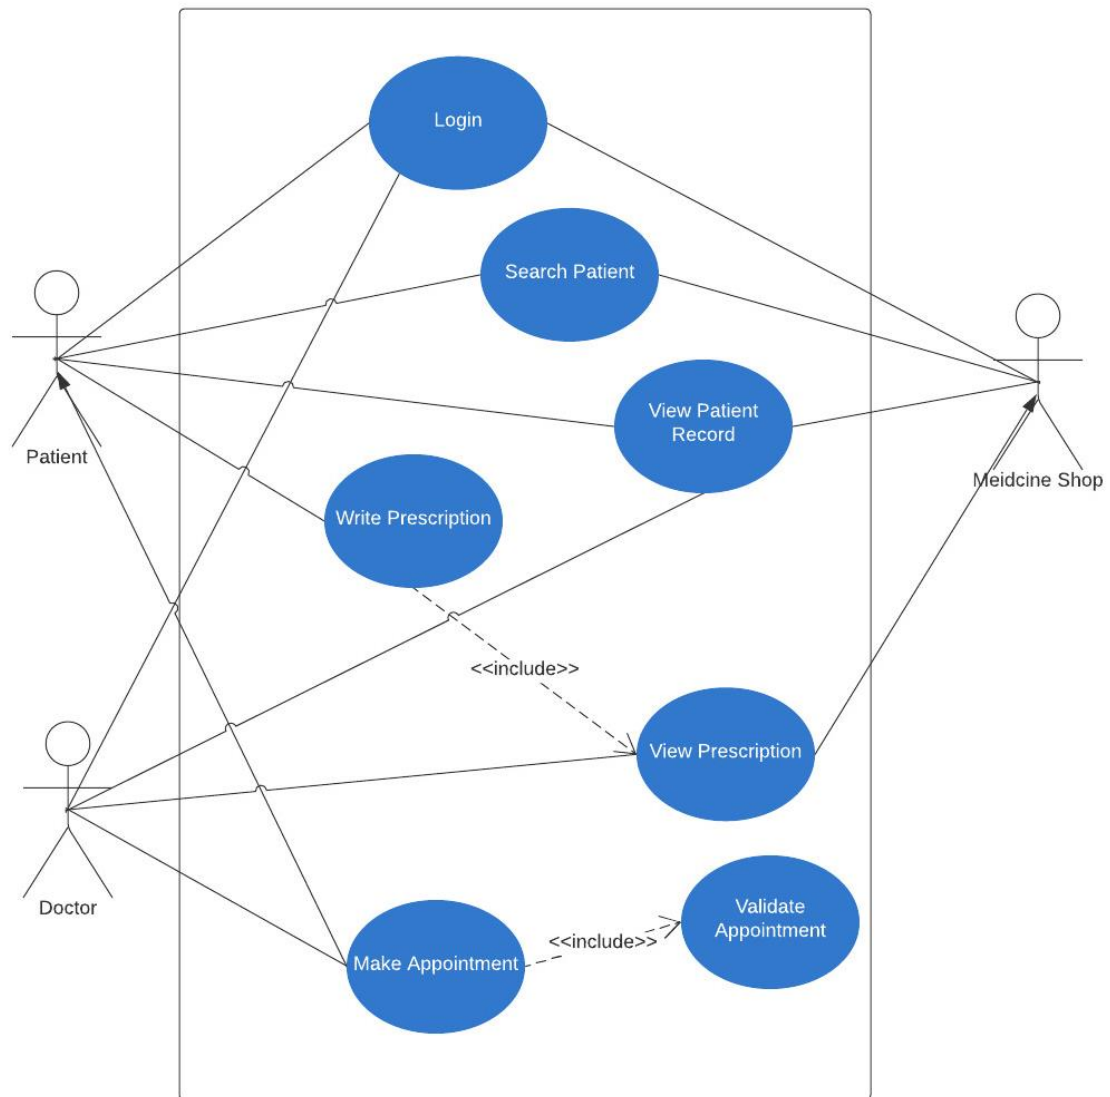 Login
Search Patient
View Patient
Record
Patient
Meidcine Shop
Write Prescription
<<include>>
View Prescription
Doctor
Validate
Appointment
<<include>>
Make Appointment